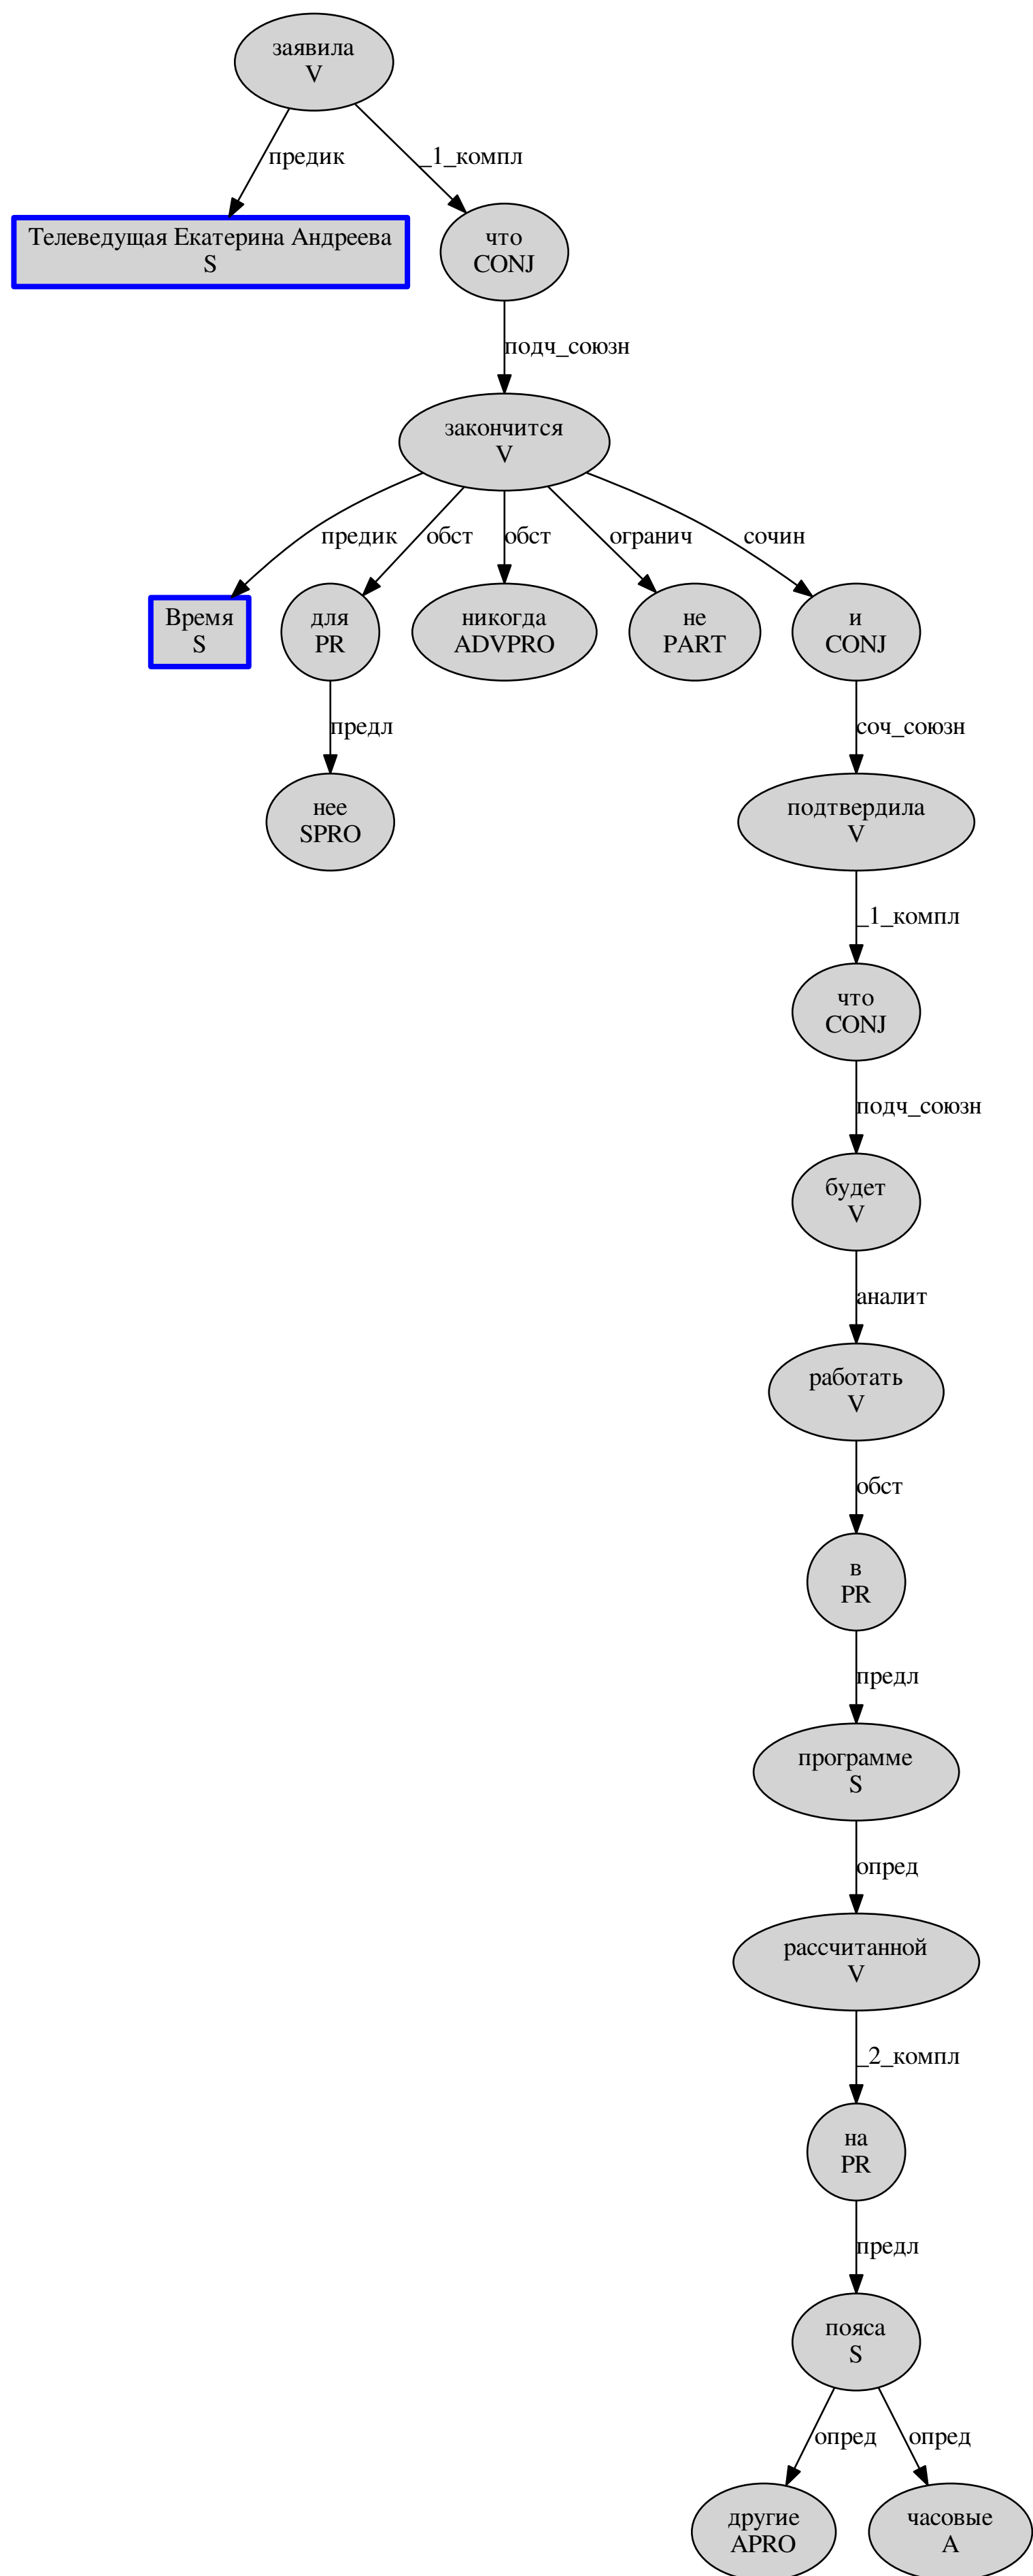 заявила
V
предик
_1_компл
Телеведущая Екатерина Андреева
S
что
CONJ
подч_союзн
закончится
V
предик
обст
обст
огранич
сочин
Время
S
для
PR
никогда
ADVPRO
не
PART
и
CONJ
предл
соч_союзн
нее
SPRO
подтвердила
V
_1_компл
что
CONJ
подч_союзн
будет
V
аналит
работать
V
обст
в
PR
предл
программе
S
опред
рассчитанной
V
_2_компл
на
PR
предл
пояса
S
опред
опред
другие
APRO
часовые
A